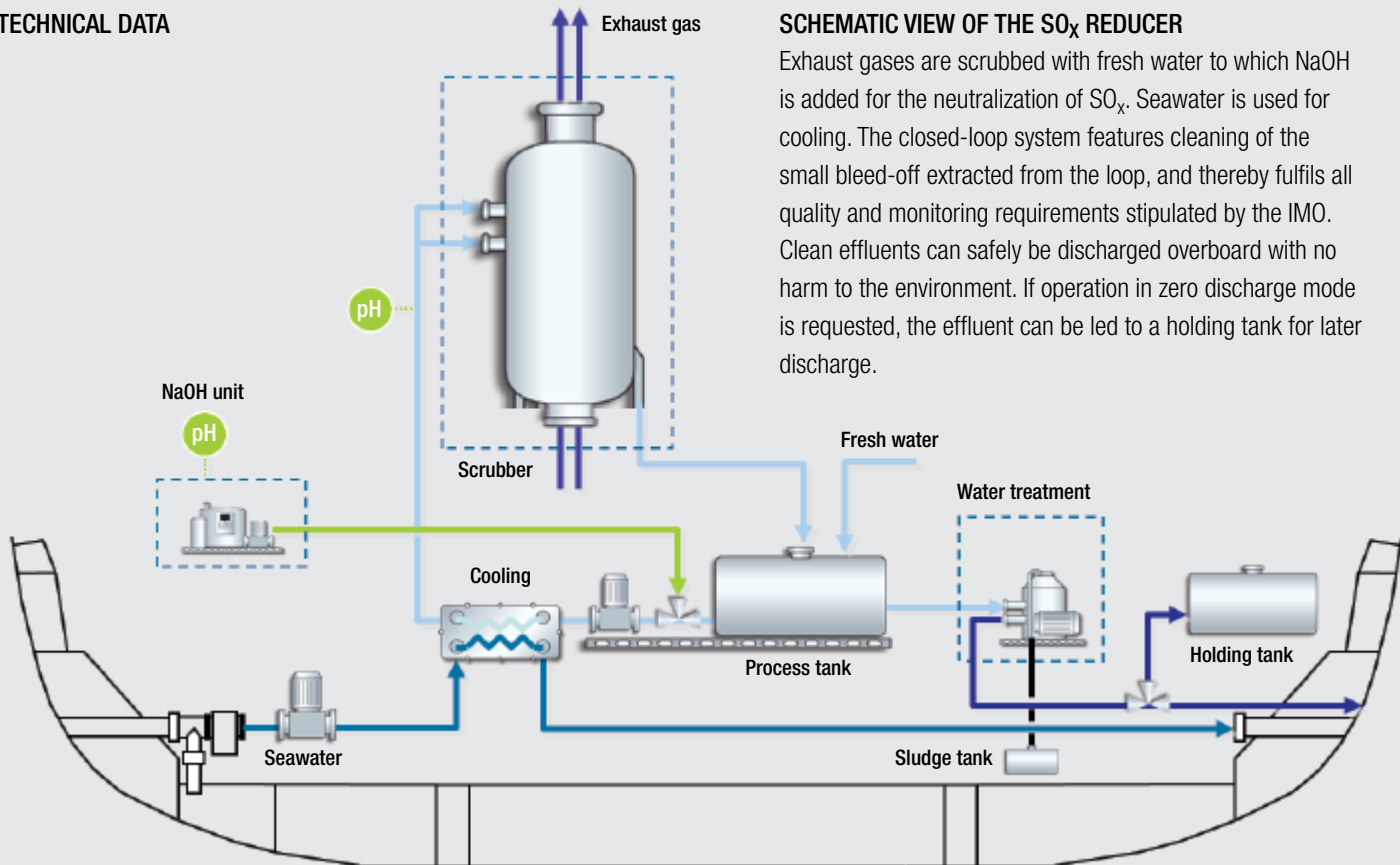 TECHNICAL DATA
Exhaust gas
SCHEMATIC VIEW OF THE SOX REDUCER
Exhaust gases are scrubbed with fresh water to which NaOH
is added for the neutralization of SOx. Seawater is used for
cooling. The closed-loop system features cleaning of the
small bleed-off extracted from the loop, and thereby fulfils all
quality and monitoring requirements stipulated by the IMO.
Clean effluents can safely be discharged overboard with no
harm to the environment. If operation in zero discharge mode
is requested, the effluent can be led to a holding tank for later
discharge.
pH
NaOH unit
pH
Scrubber
Fresh water
Water treatment
Cooling
Process tank
Holding tank
Seawater
Sludge tank